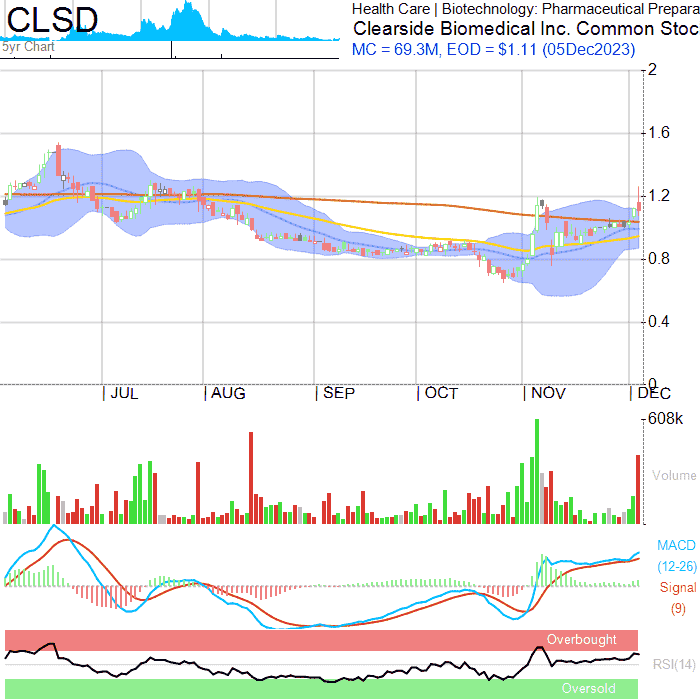 CLSD
Health Care | Biotechnology: Pharmaceutical Prepara
Clearside Biomedical Inc. Common Stoc
5yr Chart
MC = 69.3M, EOD = $1.11 (05Dec2023)
2
1.6
1.2
0.8
0.4
0
JUL AUG SEP OCT NOV DEC
608k
Volume
MACD
(12-26)
Signal
(9)
Overbought
RSI(14)
Oversold